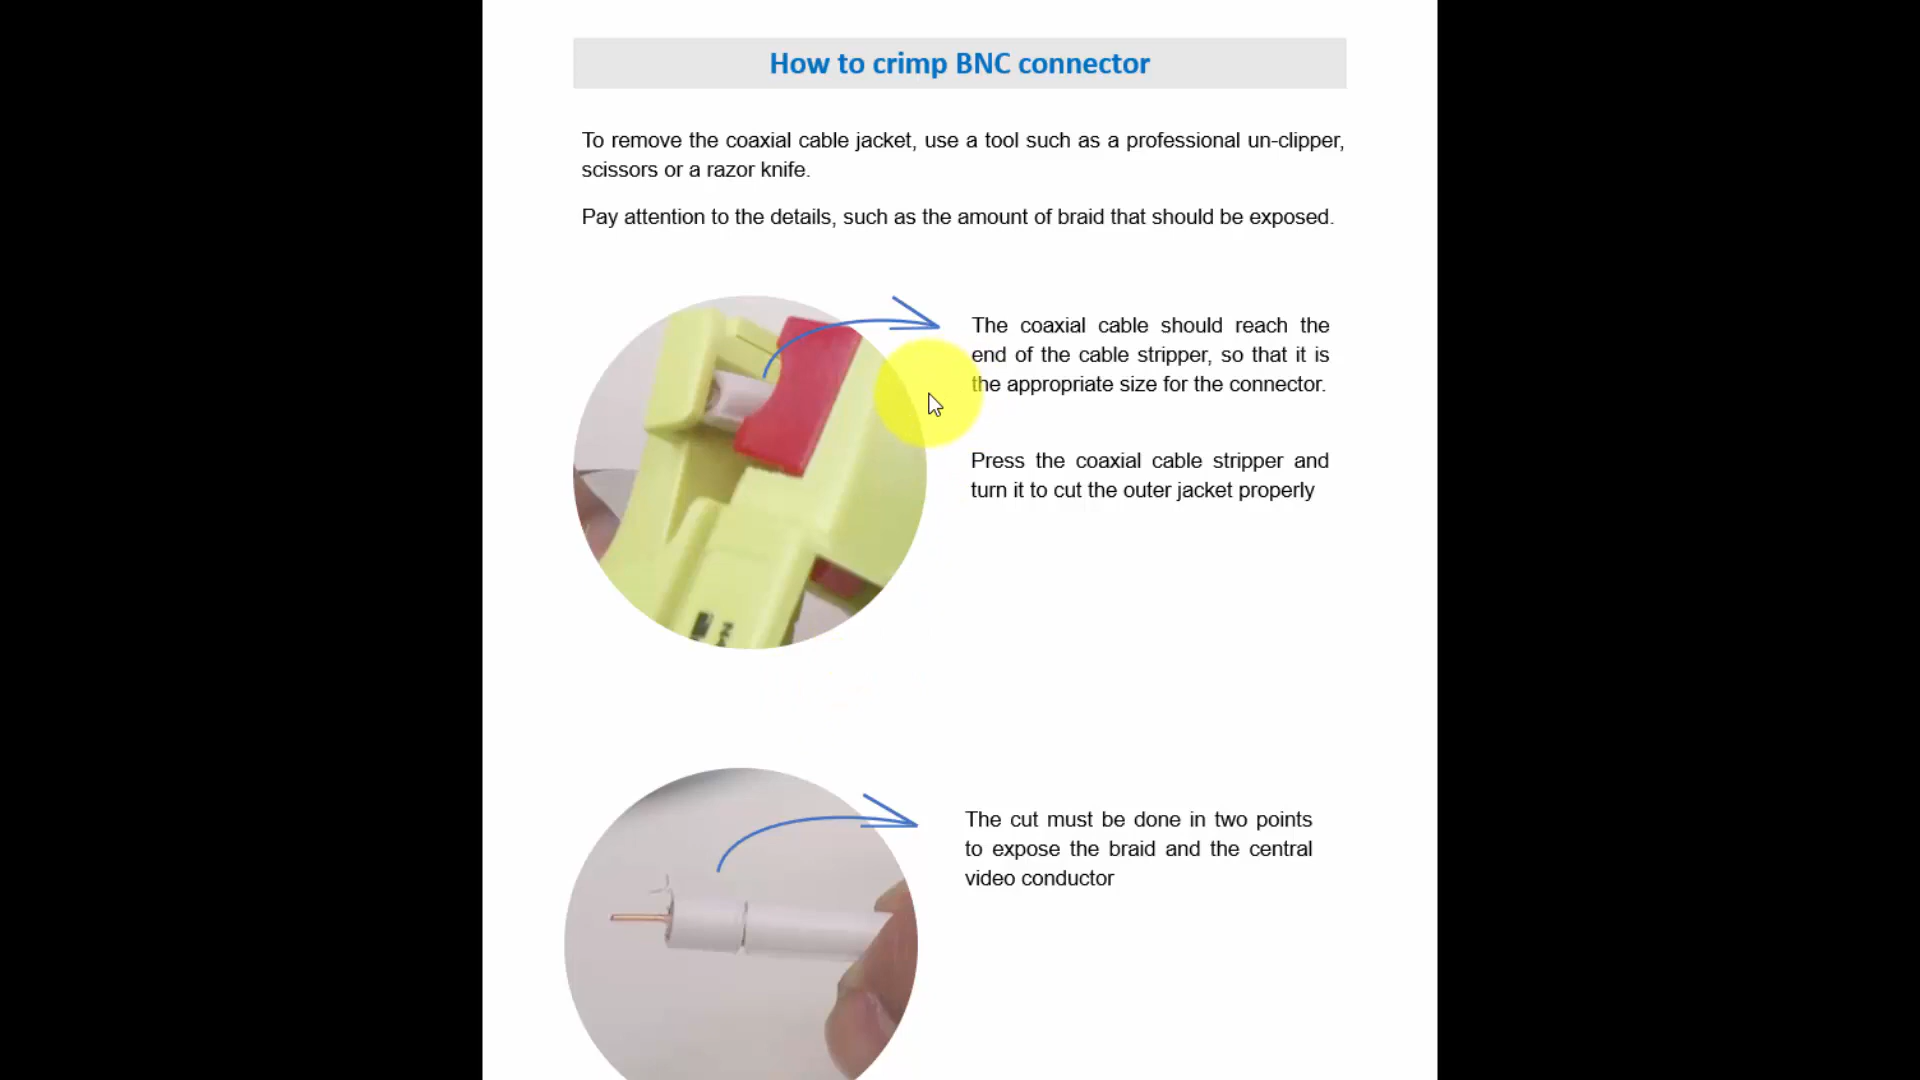 How to crimp BNC connector
To remove the coaxial cable jacket, use a tool such as a professional un-clipper,
scissors or a razor knife.
Pay attention to the details, such as the amount of braid that should be exposed.
The coaxial cable should reach the
end of the cable stripper, so that it is
the appropriate size for the connector.
Press the coaxial cable stripper and
turn it to cut the outer jacket properly
The cut must be done in two points
to expose the braid and the central
video conductor